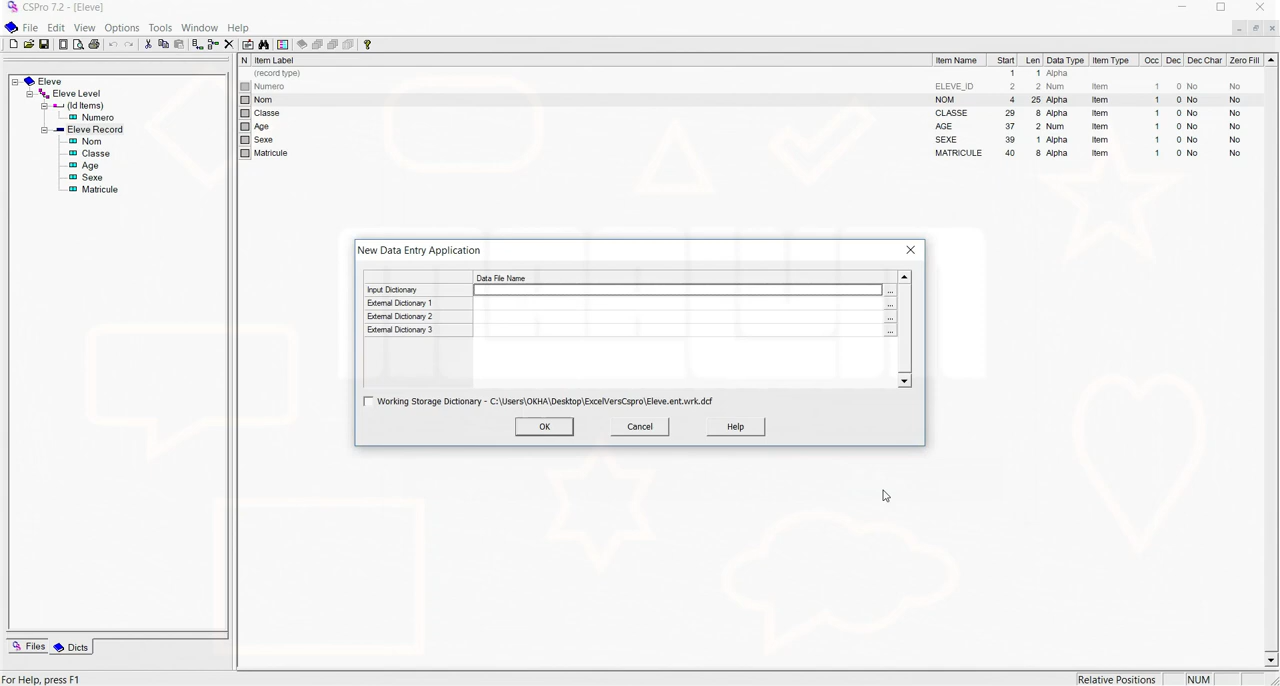 CSPro 7.2 - [Eleve]
File Edit View Options Tools Window Help
Eleve
Eleve Level
(Id Items)
Numero
Eleve Record
Nom
Classe
Age
Sexe
Matricule
N Item Label Item Name Start Len Data Type Item Type Occ Dec Dec Char Zero Fill
(record type) 1 1 Alpha
Numero ELEVE_ID 2 2 Num Item 1 0 No No
Nom NOM 4 25 Alpha Item 1 0 No No
Classe CLASSE 29 8 Alpha Item 1 0 No No
Age AGE 37 2 Num Item 1 0 No No
Sexe SEXE 39 1 Alpha Item 1 0 No No
Matricule MATRICULE 40 8 Alpha Item 1 0 No No
New Data Entry Application
Data File Name
Input Dictionary ...
External Dictionary 1 ...
External Dictionary 2 ...
External Dictionary 3 ...
Working Storage Dictionary - C:\Users\OKHA\Desktop\ExcelVersCspro\Eleve.ent.wrk.dcf
OK Cancel Help
Files Dicts
For Help, press F1 Relative Positions NUM